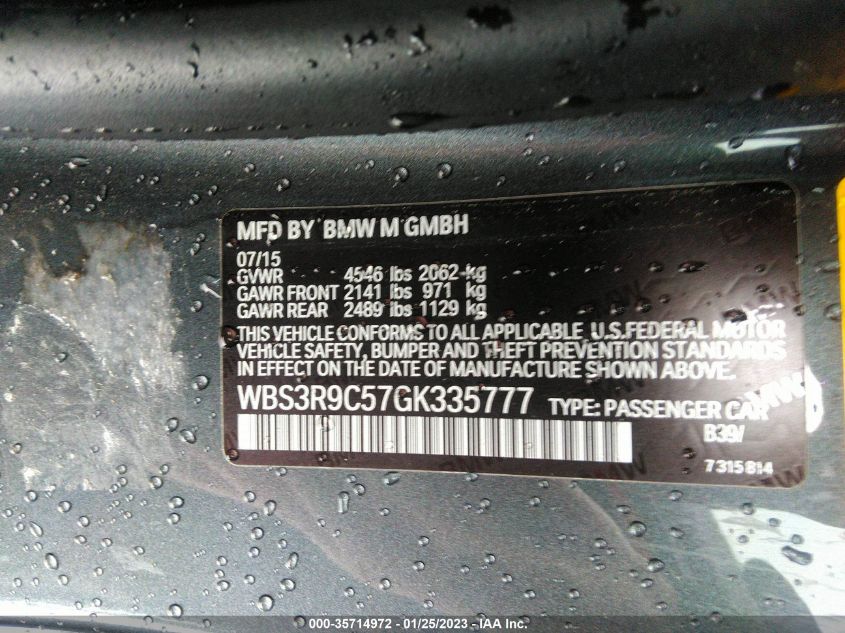 MFD BY BMW M GMBH
07/15
GVWR 4546 lbs 2062-kg
GAWR FRONT 2141 lbs 971 kg
GAWR REAR 2489 lbs 1129 kg
THIS VEHICLE CONFORMS TO ALL APPLICABLE U.S.FEDERAL MOTOR
VEHICLE SAFETY, BUMPER AND THEFT PREVENTION STANDARDS
IN EFFECT ON THE DATE OF MANUFACTURE SHOWN ABOVE.
WBS3R9C57GK335777 TYPE: PASSENGER CAR
B39/
7315814
000-35714972 - 01/25/2023 - IAA Inc.